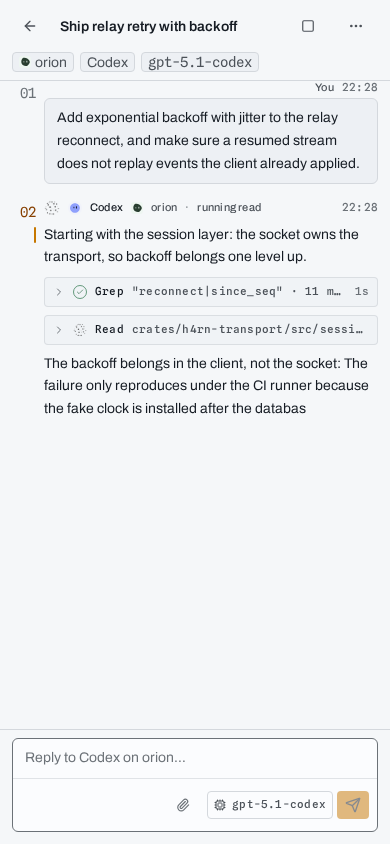 Ship relay retry with backoff
orion Codex gpt-5.1-codex
You 22:28
01
Add exponential backoff with jitter to the relay
reconnect, and make sure a resumed stream
does not replay events the client already applied.
02 Codex orion · running read 22:28
Starting with the session layer: the socket owns the
transport, so backoff belongs one level up.
Grep "reconnect|since_seq" · 11 m… 1s
Read crates/h4rn-transport/src/sessi…
The backoff belongs in the client, not the socket: The
failure only reproduces under the CI runner because
the fake clock is installed after the databas
Reply to Codex on orion…
gpt-5.1-codex